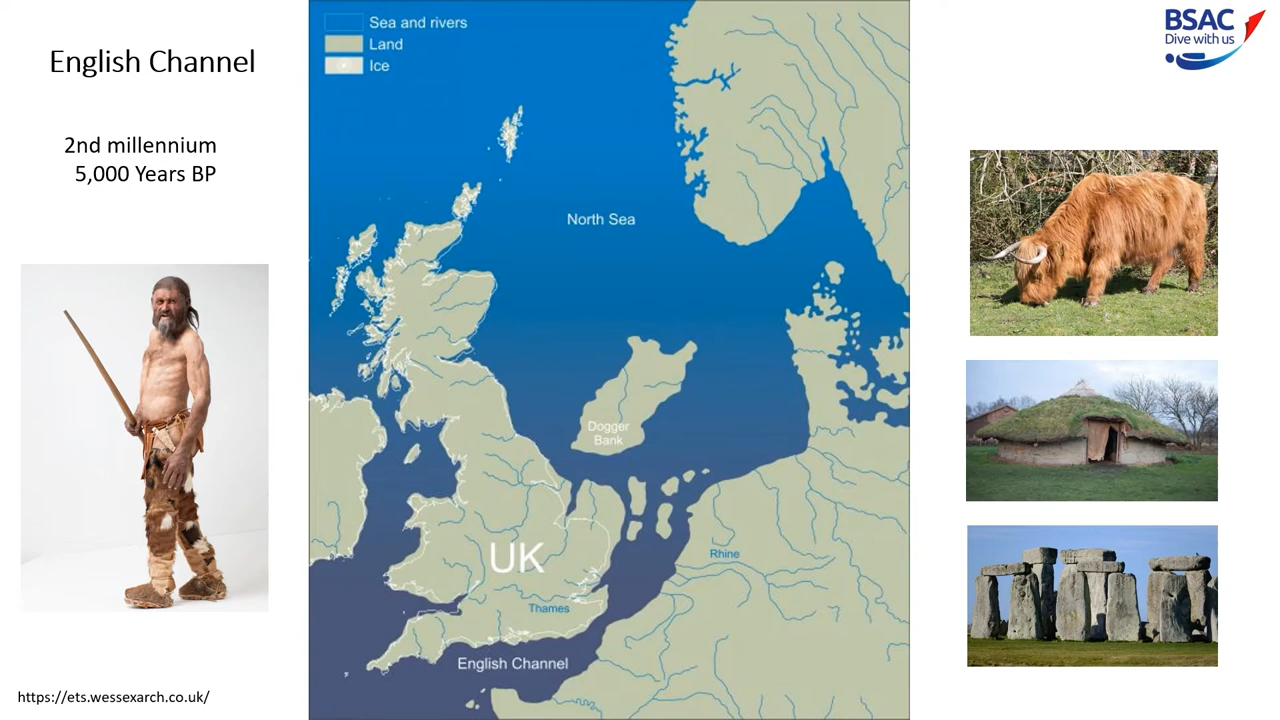 English Channel
2nd millennium
5,000 Years BP
https://ets.wessexarch.co.uk/
Sea and rivers
Land
Ice
North Sea
Dogger
Bank
UK
Rhine
Thames
English Channel
BSAC
Dive with us